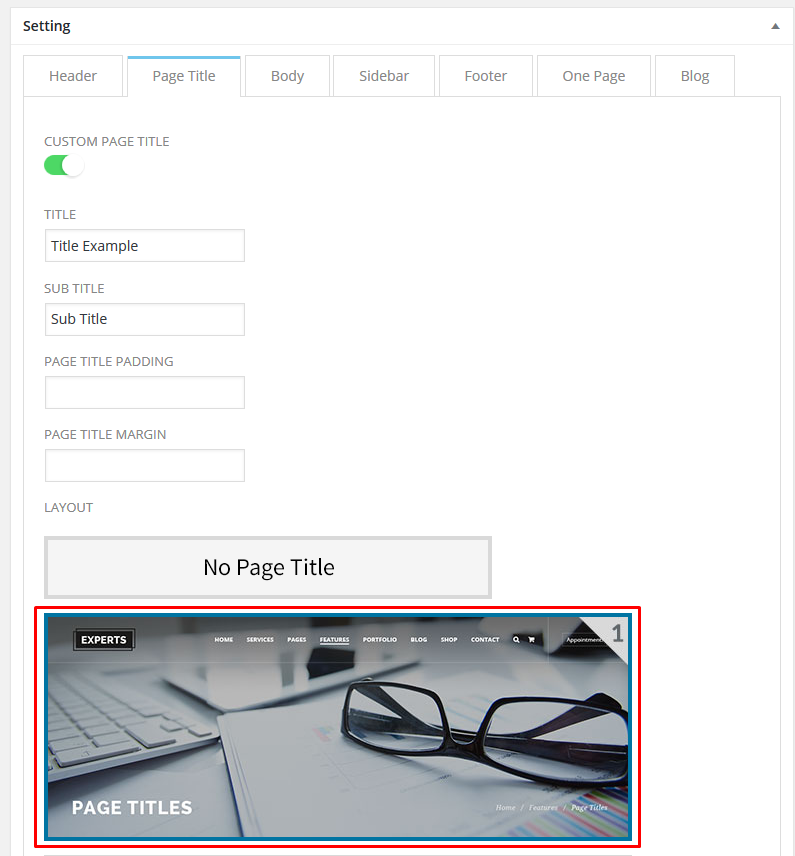 Setting
Header Page Title Body Sidebar Footer One Page Blog
CUSTOM PAGE TITLE
TITLE
Title Example
SUB TITLE
Sub Title
PAGE TITLE PADDING
PAGE TITLE MARGIN
LAYOUT
No Page Title
EXPERTS HOME SERVICES PAGES FEATURES PORTFOLIO BLOG SHOP CONTACT Appointment 1
PAGE TITLES Home / Features / Page Titles